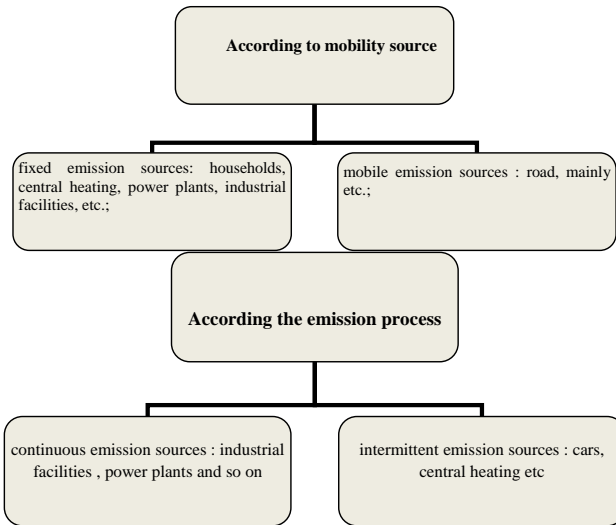 According to mobility source
fixed emission sources: households,
central heating, power plants, industrial
facilities, etc.;
mobile emission sources : road, mainly
etc.;
According the emission process
continuous emission sources : industrial
facilities , power plants and so on
intermittent emission sources : cars,
central heating etc